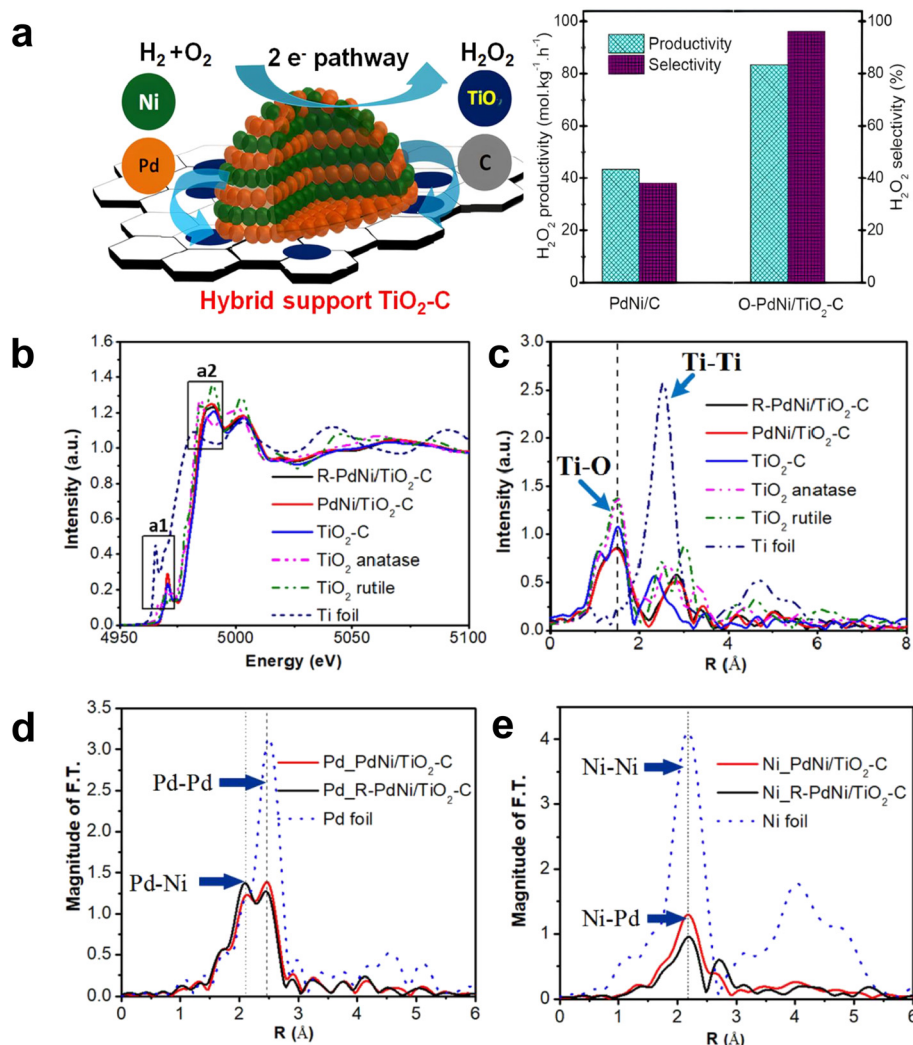 a
H₂ +O₂
2 e⁻ pathway
H₂O₂
Ni
TiO₂
Pd
C
Hybrid support TiO₂-C
H₂O₂ productivity (mol.kg⁻¹.h⁻¹)
100
80
60
40
20
0
Productivity
Selectivity
PdNi/C
O-PdNi/TiO₂-C
100
80
60
40
20
0
H₂O₂ selectivity (%)
b
Intensity (a.u.)
1.6
1.4
1.2
1.0
0.8
0.6
0.4
0.2
0.0
a2
a1
R-PdNi/TiO₂-C
PdNi/TiO₂-C
TiO₂-C
TiO₂ anatase
TiO₂ rutile
Ti foil
4950
5000
5050
5100
Energy (eV)
c
Intensity (a.u.)
3.0
2.5
2.0
1.5
1.0
0.5
0.0
Ti-Ti
Ti-O
R-PdNi/TiO₂-C
PdNi/TiO₂-C
TiO₂-C
TiO₂ anatase
TiO₂ rutile
Ti foil
0
2
4
6
8
R (Å)
d
Magnitude of F.T.
3.5
3.0
2.5
2.0
1.5
1.0
0.5
0.0
Pd-Pd
Pd-Ni
Pd_PdNi/TiO₂-C
Pd_R-PdNi/TiO₂-C
Pd foil
0
1
2
3
4
5
6
R (Å)
e
Magnitude of F.T.
4
3
2
1
0
Ni-Ni
Ni-Pd
Ni_PdNi/TiO₂-C
Ni_R-PdNi/TiO₂-C
Ni foil
0
1
2
3
4
5
6
R (Å)